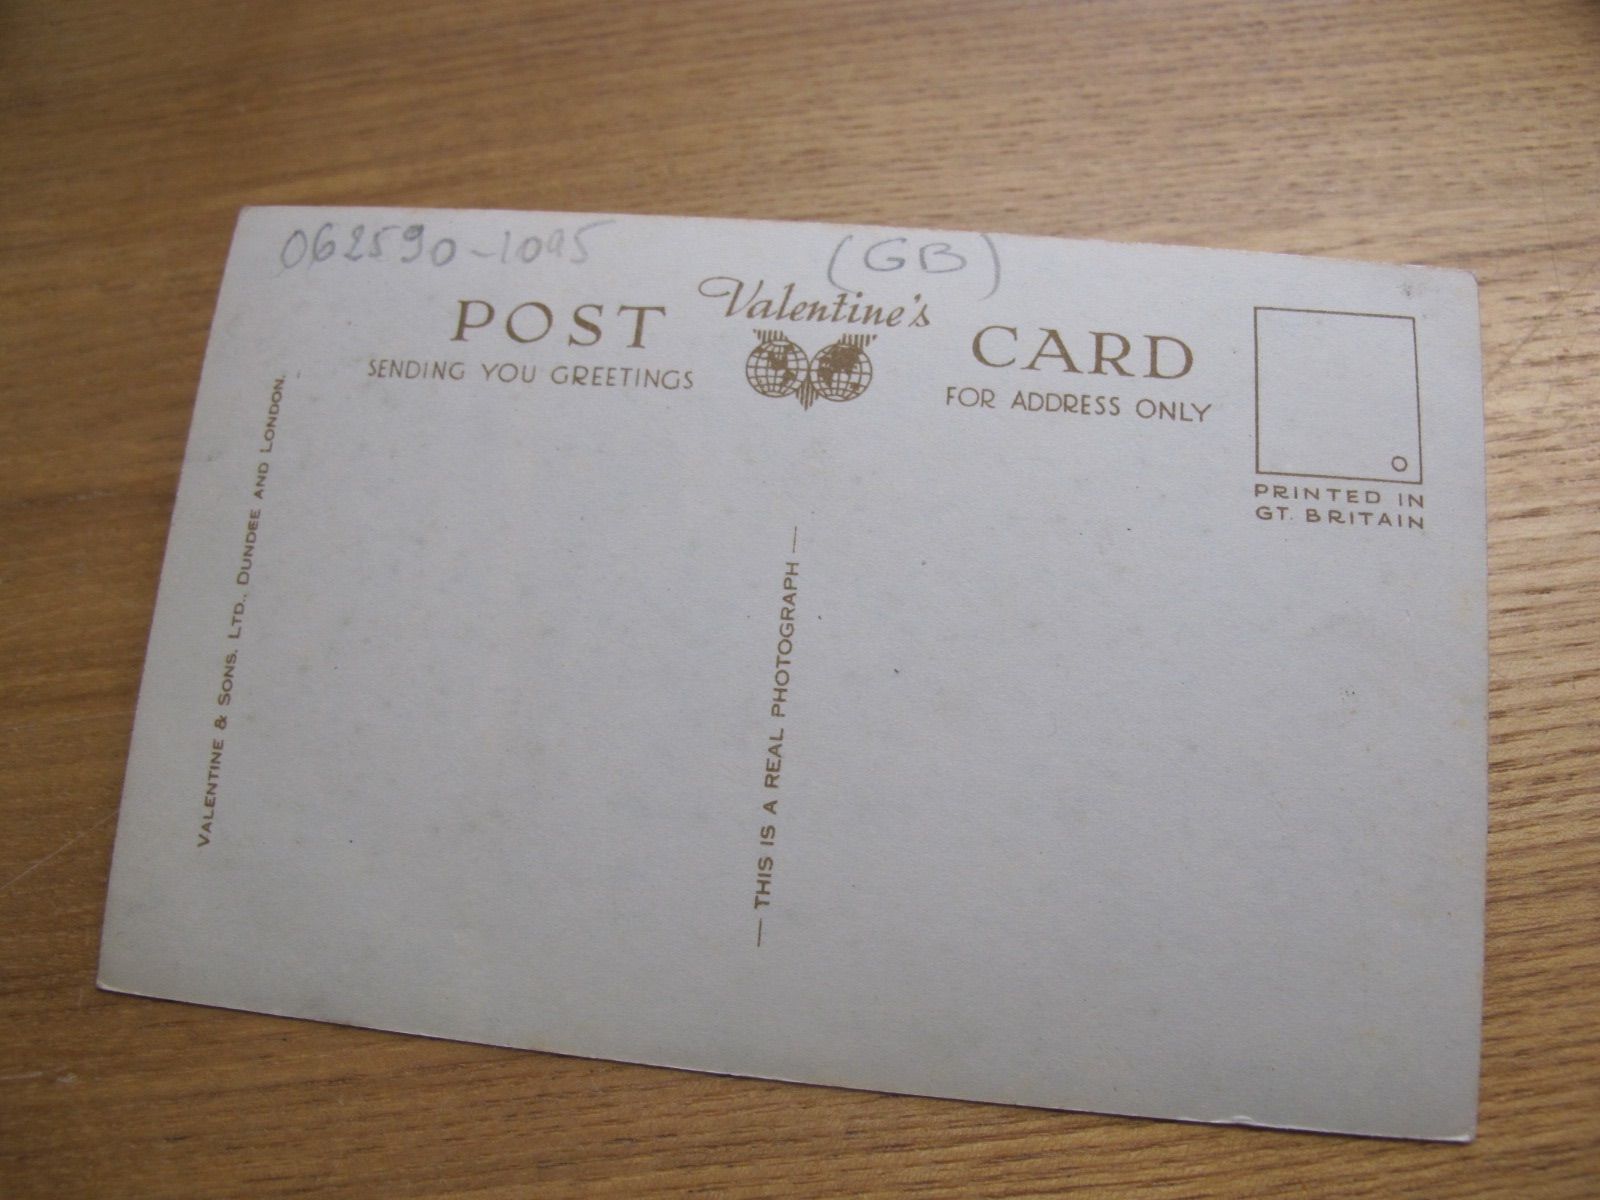 062590-1095
(GB)
POST Valentine's CARD
SENDING YOU GREETINGS
FOR ADDRESS ONLY
O
PRINTED IN
GT. BRITAIN
VALENTINE & SONS. LTD., DUNDEE AND LONDON.
— THIS IS A REAL PHOTOGRAPH —